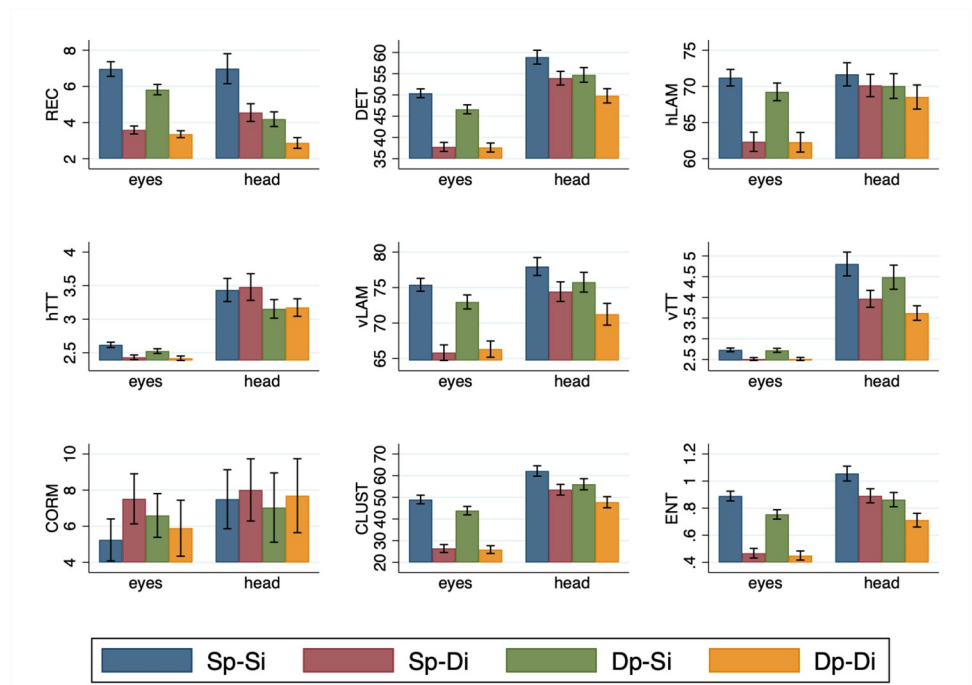 REC
8
6
4
2
eyes head
DET
35 40 45 50 55 60
eyes head
hLAM
60 65 70 75
eyes head
hTT
2.5 3 3.5 4
eyes head
vLAM
80
75
70
65
eyes head
vTT
2.5 3 3.5 4 4.5 5
eyes head
CORM
10
8
6
4
eyes head
CLUST
20 30 40 50 60 70
eyes head
ENT
.4 .6 .8 1 1.2
eyes head
Sp-Si Sp-Di Dp-Si Dp-Di